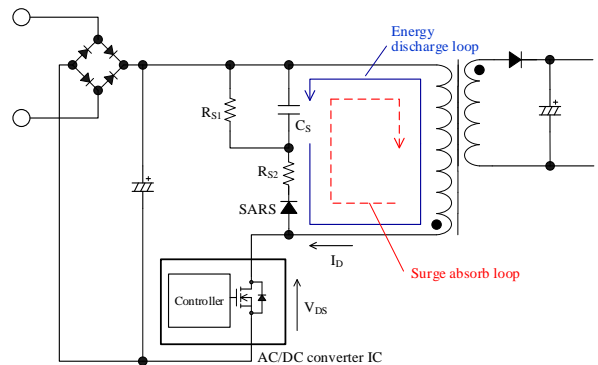 Energy
discharge loop
RS1
CS
RS2
SARS
ID
Surge absorb loop
Controller
VDS
AC/DC converter IC
+
+